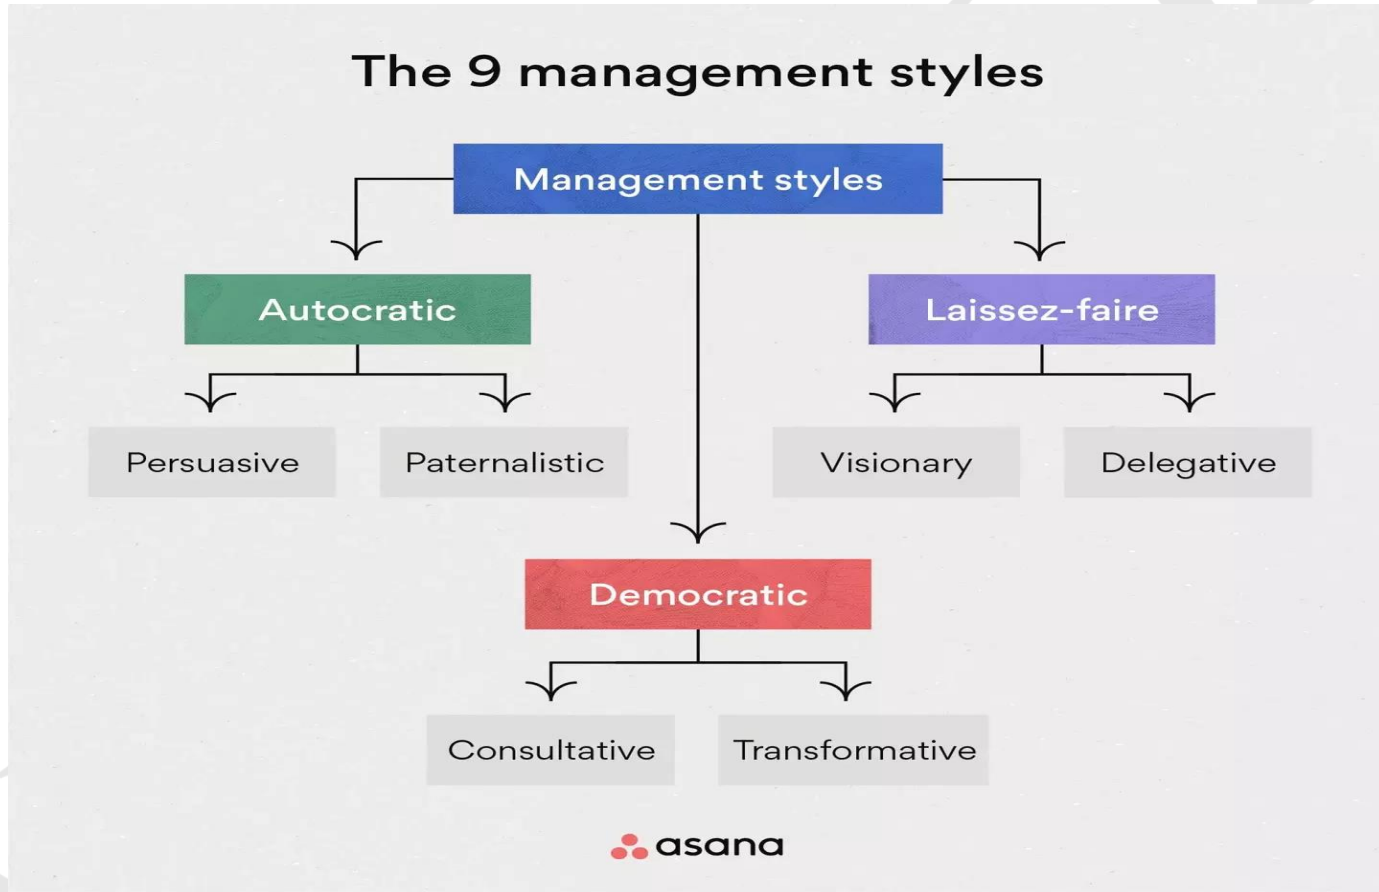 The 9 management styles
Management styles
Autocratic
Laissez-faire
Persuasive
Paternalistic
Visionary
Delegative
Democratic
Consultative
Transformative
asana